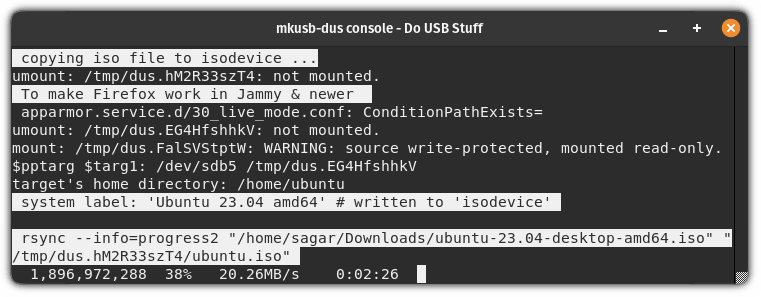 mkusb-dus console - Do USB Stuff
copying iso file to isodevice ...
umount: /tmp/dus.hM2R33szT4: not mounted.
To make Firefox work in Jammy & newer
apparmor.service.d/30_live_mode.conf: ConditionPathExists=
umount: /tmp/dus.EG4HfshhkV: not mounted.
mount: /tmp/dus.FalSVStptW: WARNING: source write-protected, mounted read-only.
$pptarg $targ1: /dev/sdb5 /tmp/dus.EG4HfshhkV
target's home directory: /home/ubuntu
system label: 'Ubuntu 23.04 amd64' # written to 'isodevice'
rsync --info=progress2 "/home/sagar/Downloads/ubuntu-23.04-desktop-amd64.iso" "
/tmp/dus.hM2R33szT4/ubuntu.iso"
1,896,972,288 38% 20.26MB/s 0:02:26